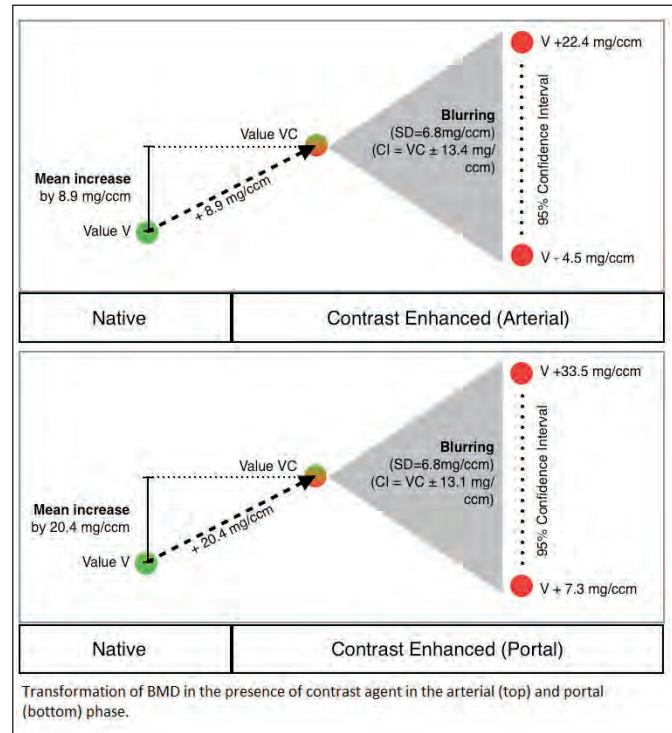 V +22.4 mg/ccm
Value VC
Blurring
(SD=6.8mg/ccm)
(CI = VC ± 13.4 mg/
ccm)
Mean increase
by 8.9 mg/ccm
+ 8.9 mg/ccm
Value V
95% Confidence Interval
V - 4.5 mg/ccm
Native
Contrast Enhanced (Arterial)
V +33.5 mg/ccm
Value VC
Blurring
(SD=6.8mg/ccm)
(CI = VC ± 13.1 mg/
ccm)
Mean increase
by 20.4 mg/ccm
+ 20.4 mg/ccm
Value V
95% Confidence Interval
V + 7.3 mg/ccm
Native
Contrast Enhanced (Portal)
Transformation of BMD in the presence of contrast agent in the arterial (top) and portal
(bottom) phase.